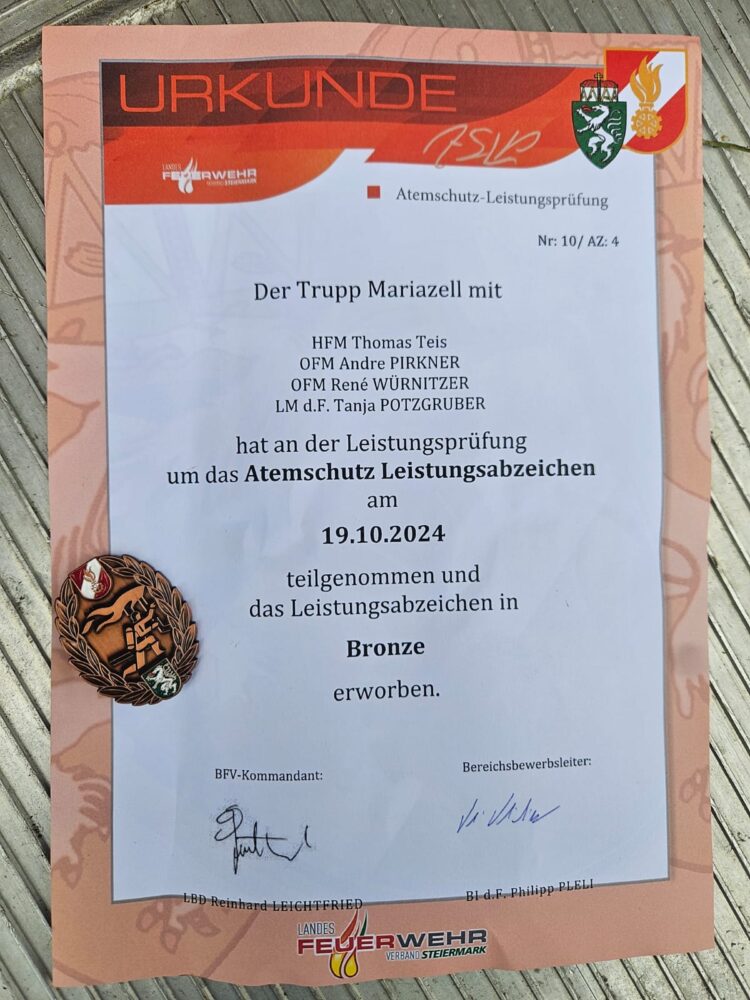 URKUNDE
LANDES
FEUERWEHR
VERBAND STEIERMARK
Atemschutz-Leistungsprüfung
Nr: 10/ AZ: 4
Der Trupp Mariazell mit
HFM Thomas Teis
OFM Andre PIRKNER
OFM René WÜRNITZER
LM d.F. Tanja POTZGRUBER
hat an der Leistungsprüfung
um das Atemschutz Leistungsabzeichen
am
19.10.2024
teilgenommen und
das Leistungsabzeichen in
Bronze
erworben.
BFV-Kommandant:
Bereichsbewerbsleiter:
LBD Reinhard LEICHTFRIED
BI d.F. Philipp PLELI
LANDES
FEUERWEHR
VERBAND STEIERMARK